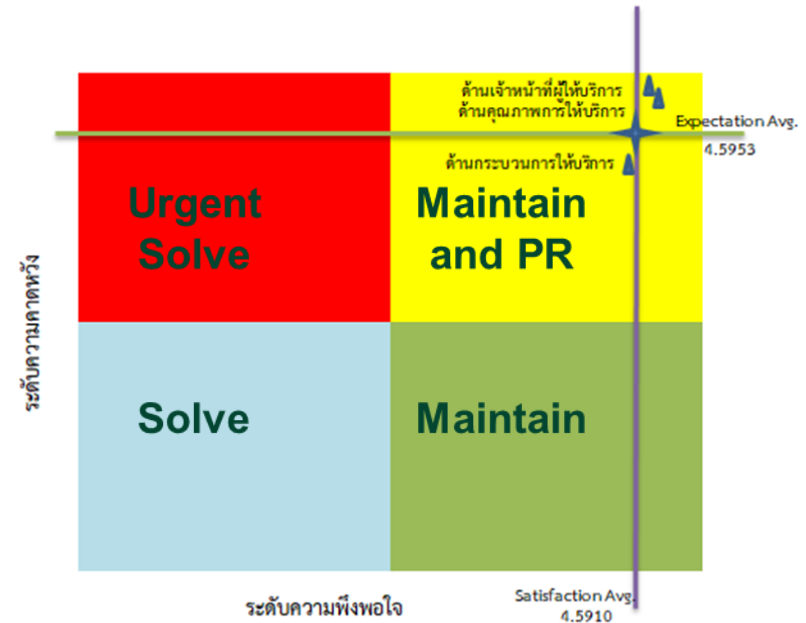 ด้านเจ้าหน้าที่ผู้ให้บริการ
ด้านคุณภาพการให้บริการ
Expectation Avg.
4.5953
ด้านกระบวนการให้บริการ
Urgent
Solve
Maintain
and PR
ระดับความคาดหวัง
Solve
Maintain
ระดับความพึงพอใจ
Satisfaction Avg.
4.5910